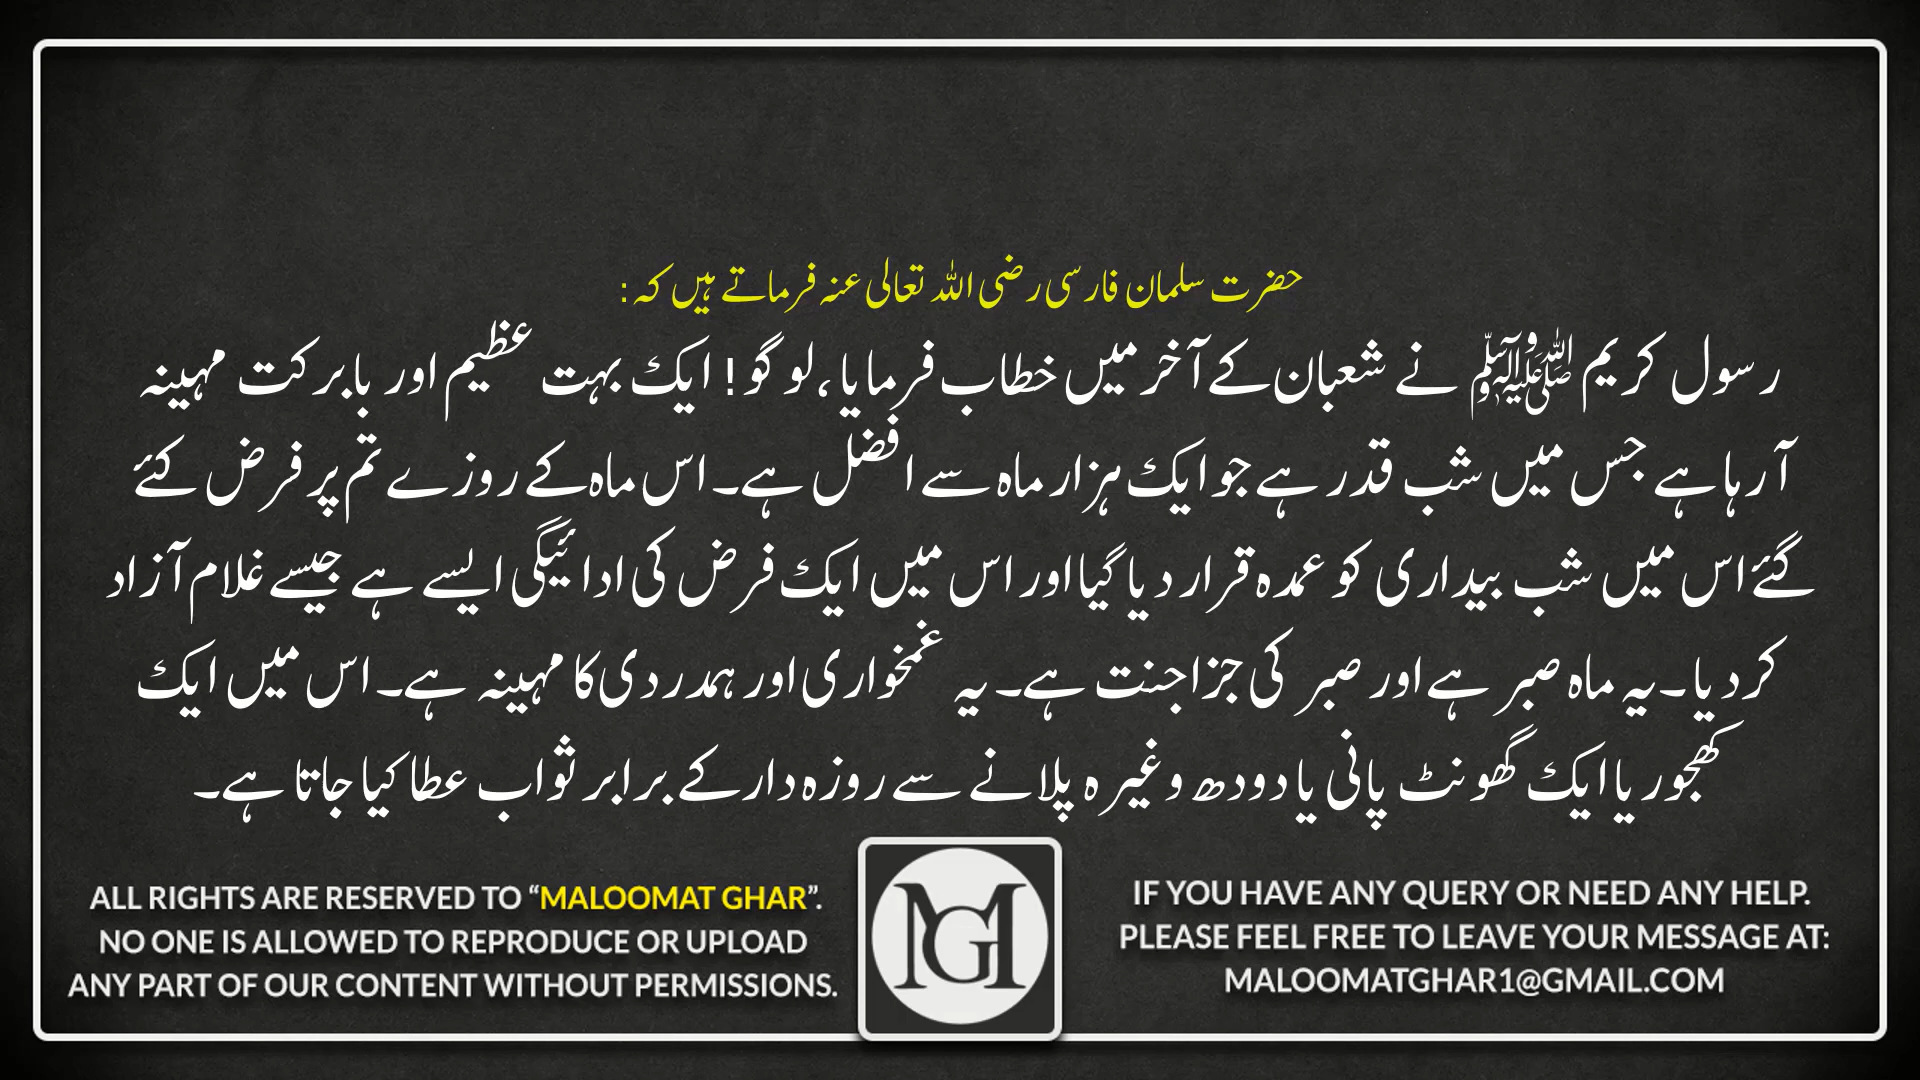 حضرت سلمان فارسی رضی اللہ تعالی عنہ فرماتے ہیں کہ :
رسول کریم ﷺ نے شعبان کے آخر میں خطاب فرمایا، لوگو! ایک بہت عظیم اور بابرکت مہینہ
آرہا ہے جس میں شب قدر ہے جو ایک ہزار ماہ سے افضل ہے۔ اس ماہ کے روزے تم پر فرض کئے
گئے اس میں شب بیداری کو عمدہ قرار دیا گیا اور اس میں ایک فرض کی ادائیگی ایسے ہے جیسے غلام آزاد
کردیا۔ یہ ماہ صبر ہے اور صبر کی جزا جنت ہے۔ یہ غمخواری اور ہمدردی کا مہینہ ہے۔ اس میں ایک
کھجور یا ایک گھونٹ پانی یا دودھ وغیرہ پلانے سے روزہ دار کے برابر ثواب عطا کیا جاتا ہے۔
ALL RIGHTS ARE RESERVED TO “MALOOMAT GHAR”.
NO ONE IS ALLOWED TO REPRODUCE OR UPLOAD
ANY PART OF OUR CONTENT WITHOUT PERMISSIONS.
MG
IF YOU HAVE ANY QUERY OR NEED ANY HELP.
PLEASE FEEL FREE TO LEAVE YOUR MESSAGE AT:
MALOOMATGHAR1@GMAIL.COM